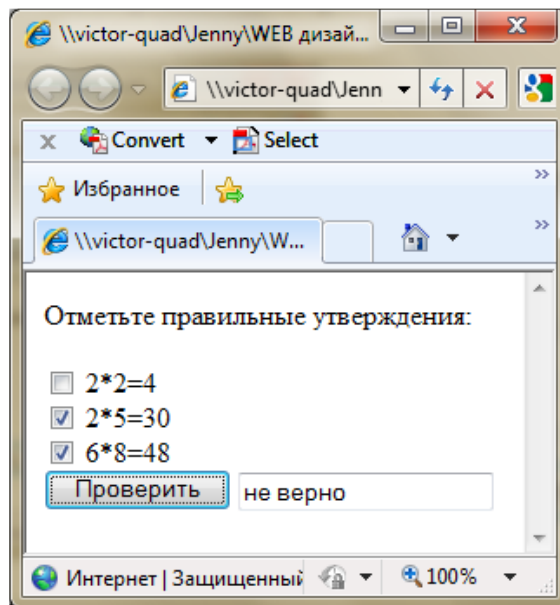 \\victor-quad\Jenny\WEB дизай...
\\victor-quad\Jenn
x Convert Select
Избранное
\\victor-quad\Jenny\W...
Отметьте правильные утверждения:
2*2=4
2*5=30
6*8=48
Проверить не верно
Интернет | Защищенный 100%